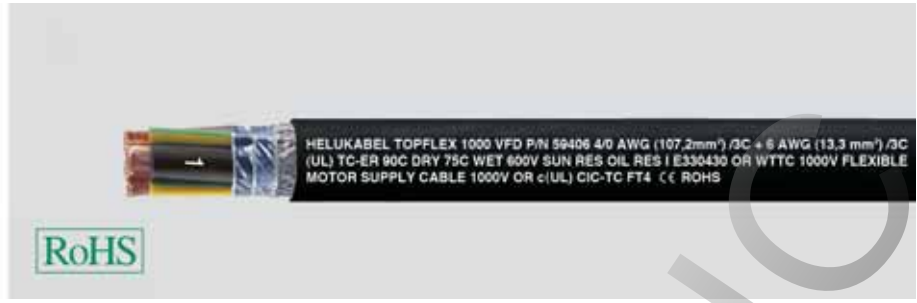 HELUKABEL TOPFLEX 1000 VFD P/N 59406 4/0 AWG (107,2mm²) /3C + 6 AWG (13,3 mm²) /3C
(UL) TC-ER 90C DRY 75C WET 600V SUN RES OIL RES I E330430 OR WTTC 1000V FLEXIBLE
MOTOR SUPPLY CABLE 1000V OR c(UL) CIC-TC FT4 CE ROHS
1
RoHS